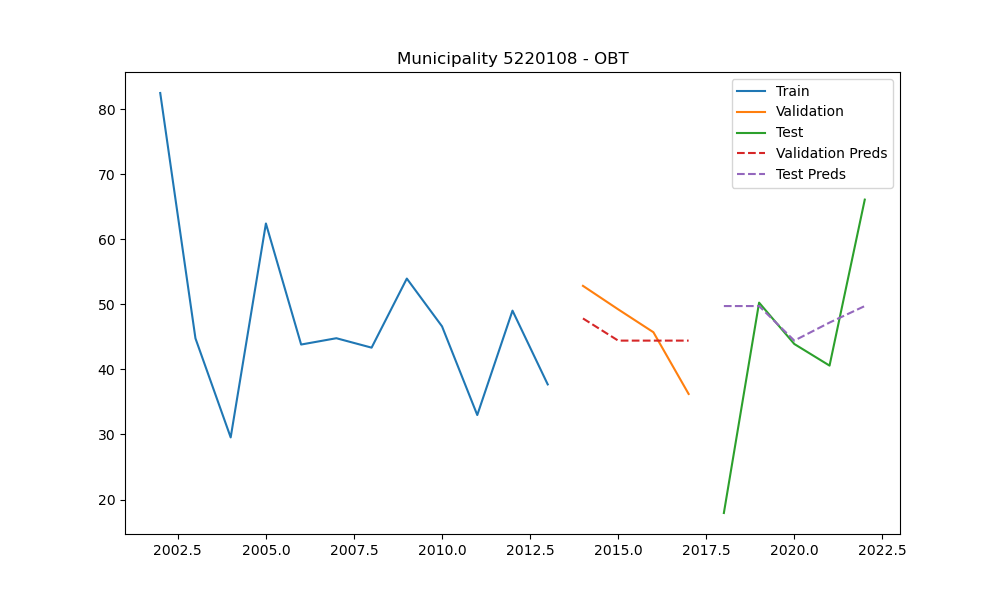 Municipality 5220108 - OBT
Train
Validation
Test
Validation Preds
Test Preds
80
70
60
50
40
30
20
2002.5 2005.0 2007.5 2010.0 2012.5 2015.0 2017.5 2020.0 2022.5